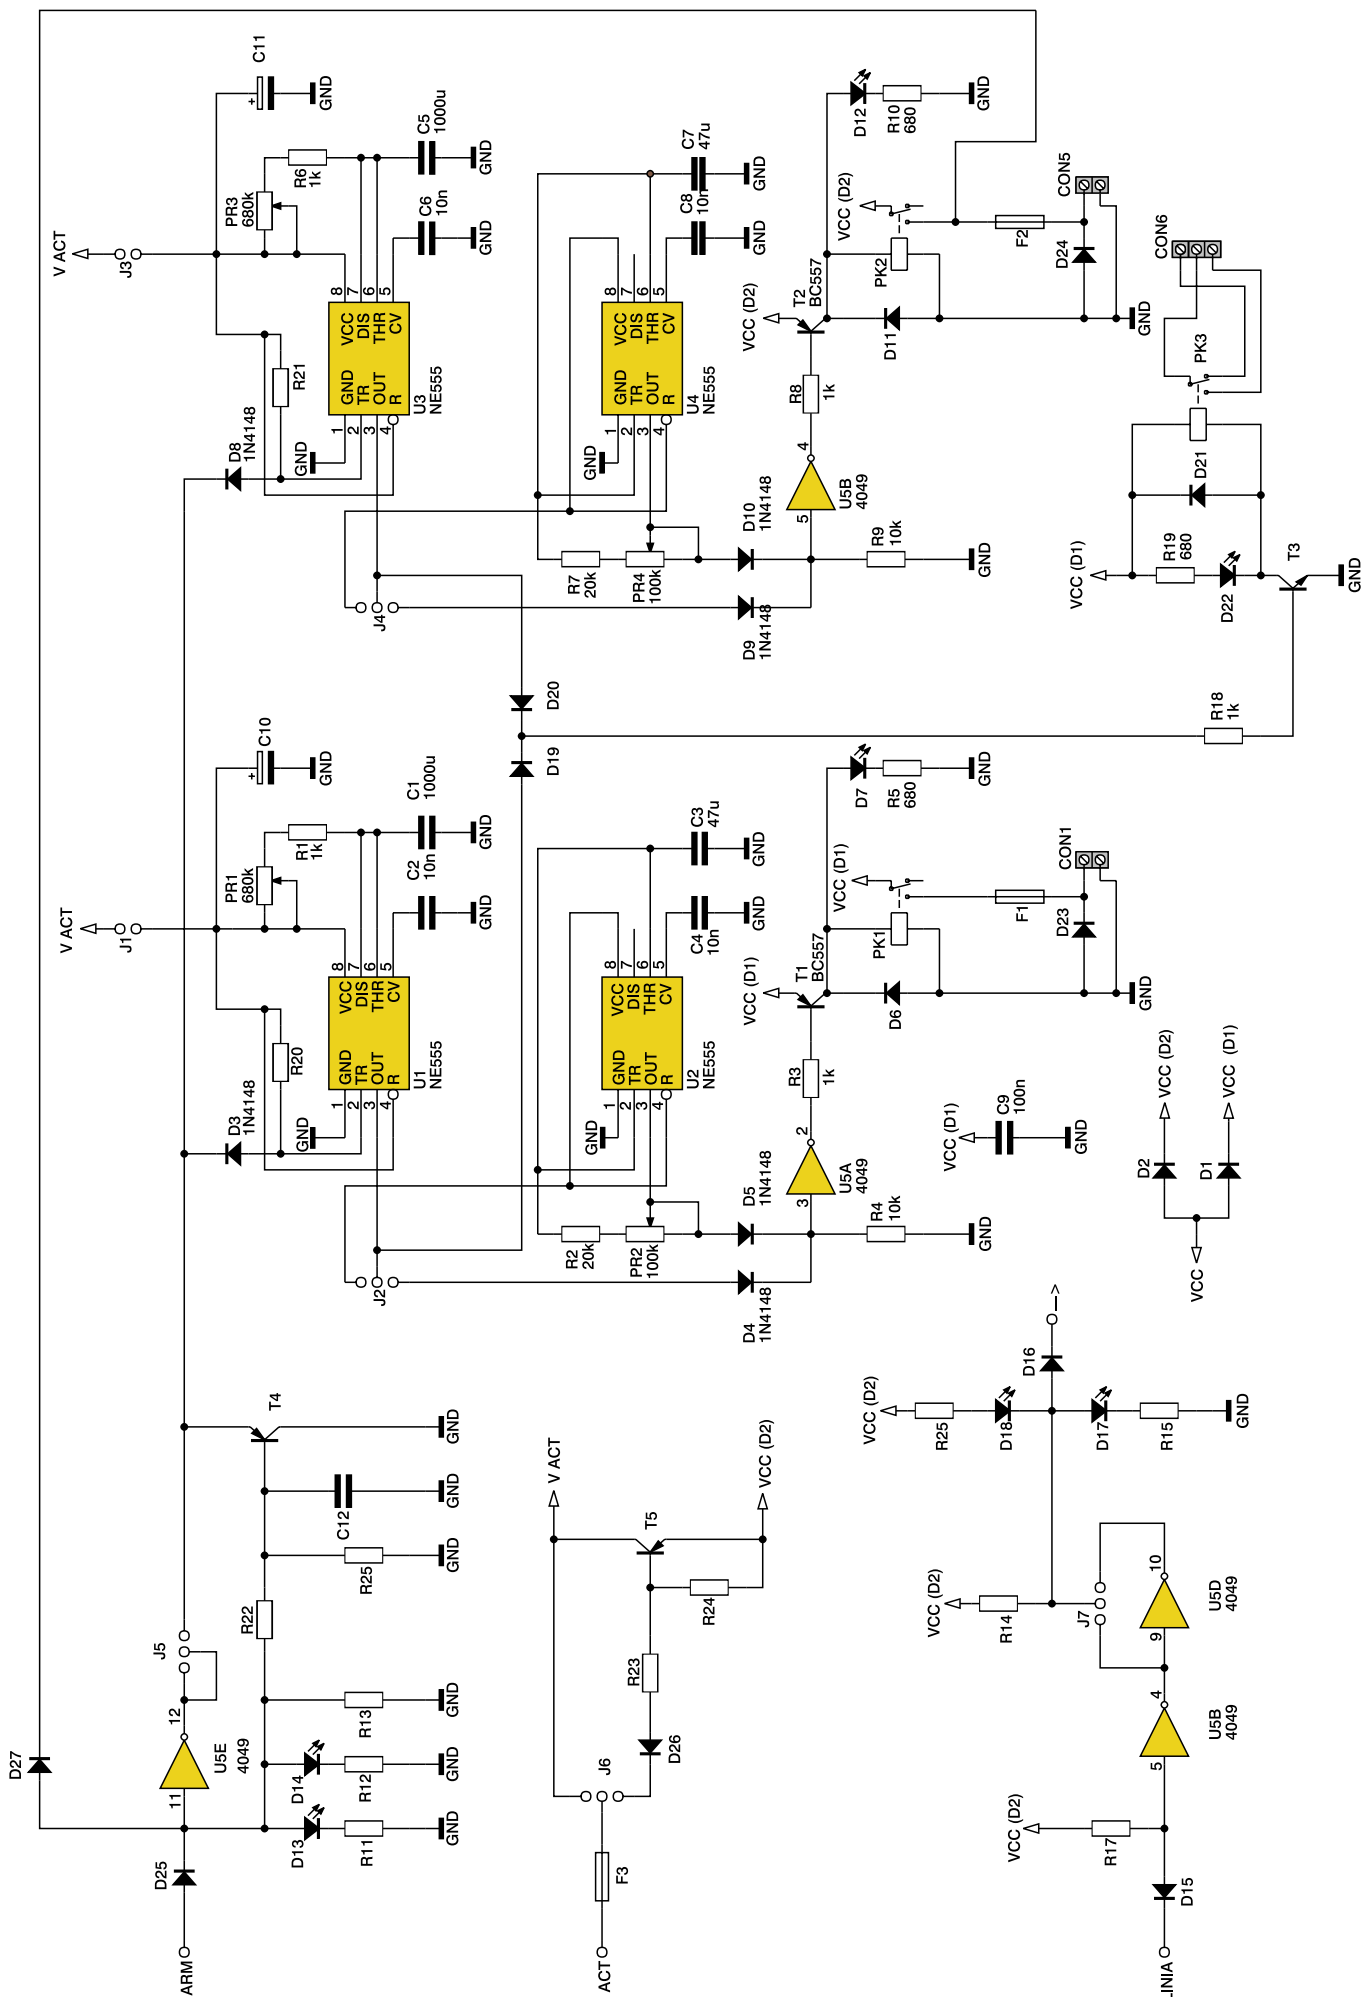 C11
GND
V ACT
J3
PR3
680k
R6
1k
C5
1000u
GND
C6
10n
GND
R21
D8
1N4148
GND
8
7
6
5
VCC
DIS
THR
CV
GND
TR
OUT
R
1
2
3
4
U3
NE555
C7
47u
GND
C8
10n
GND
8
7
6
5
VCC
DIS
THR
CV
GND
TR
OUT
R
1
2
3
4
U4
NE555
GND
R7
20k
PR4
100k
J4
D10
1N4148
D9
1N4148
U5B
4049
5
4
R9
10k
GND
R8
1k
VCC (D2)
T2
BC557
D11
PK2
VCC (D2)
D12
R10
680
GND
F2
D24
CON5
GND
CON6
PK3
D21
VCC (D1)
R19
680
D22
T3
GND
R18
1k
D20
D19
C10
GND
V ACT
J1
PR1
680k
R1
1k
C1
1000u
GND
C2
10n
GND
R20
D3
1N4148
GND
8
7
6
5
VCC
DIS
THR
CV
GND
TR
OUT
R
1
2
3
4
U1
NE555
C3
47u
GND
C4
10n
GND
8
7
6
5
VCC
DIS
THR
CV
GND
TR
OUT
R
1
2
3
4
U2
NE555
GND
R2
20k
PR2
100k
J2
D5
1N4148
D4
1N4148
U5A
4049
3
2
R4
10k
GND
R3
1k
VCC (D1)
T1
BC557
D6
PK1
VCC (D1)
D7
R5
680
GND
F1
D23
CON1
GND
VCC (D1)
C9
100n
GND
VCC (D2)
VCC (D1)
D2
D1
VCC
T4
GND
C12
GND
R25
GND
R22
J5
12
U5E
4049
11
R13
GND
D14
R12
GND
D13
R11
GND
D27
D25
ARM
V ACT
VCC (D2)
T5
R24
R23
D26
J6
F3
ACT
D16
VCC (D2)
R25
D18
D17
R15
GND
VCC (D2)
R14
J7
10
U5D
4049
9
4
U5B
4049
5
VCC (D2)
R17
D15
LINIA